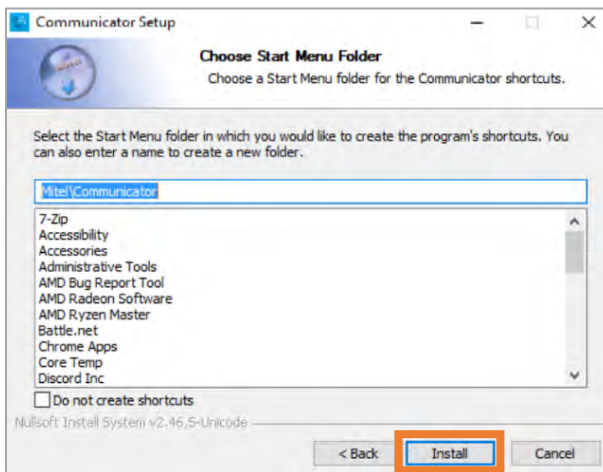 Communicator Setup
Choose Start Menu Folder
Choose a Start Menu folder for the Communicator shortcuts.
Select the Start Menu folder in which you would like to create the program's shortcuts. You
can also enter a name to create a new folder.
Mitel\Communicator
7-Zip
Accessibility
Accessories
Administrative Tools
AMD Bug Report Tool
AMD Radeon Software
AMD Ryzen Master
Battle.net
Chrome Apps
Core Temp
Discord Inc
Do not create shortcuts
Nullsoft Install System v2.46.5-Unicode
< Back Install Cancel